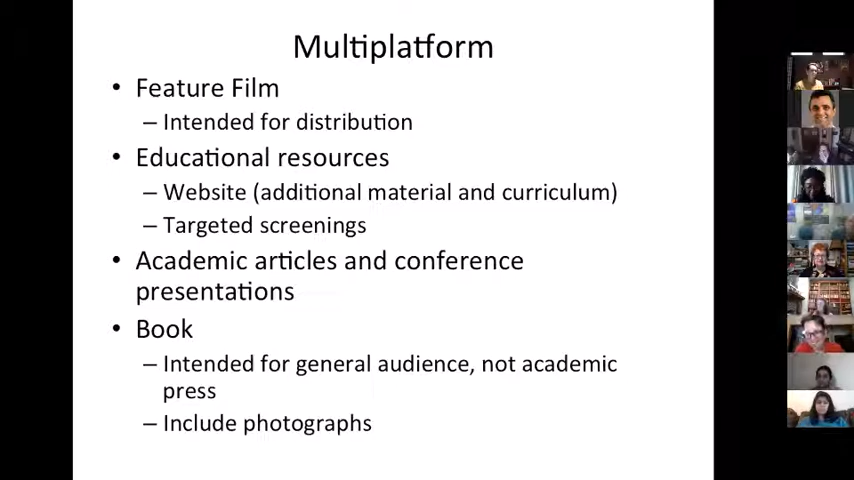 Multiplatform
• Feature Film
– Intended for distribution
• Educational resources
– Website (additional material and curriculum)
– Targeted screenings
• Academic articles and conference
presentations
• Book
– Intended for general audience, not academic
press
– Include photographs